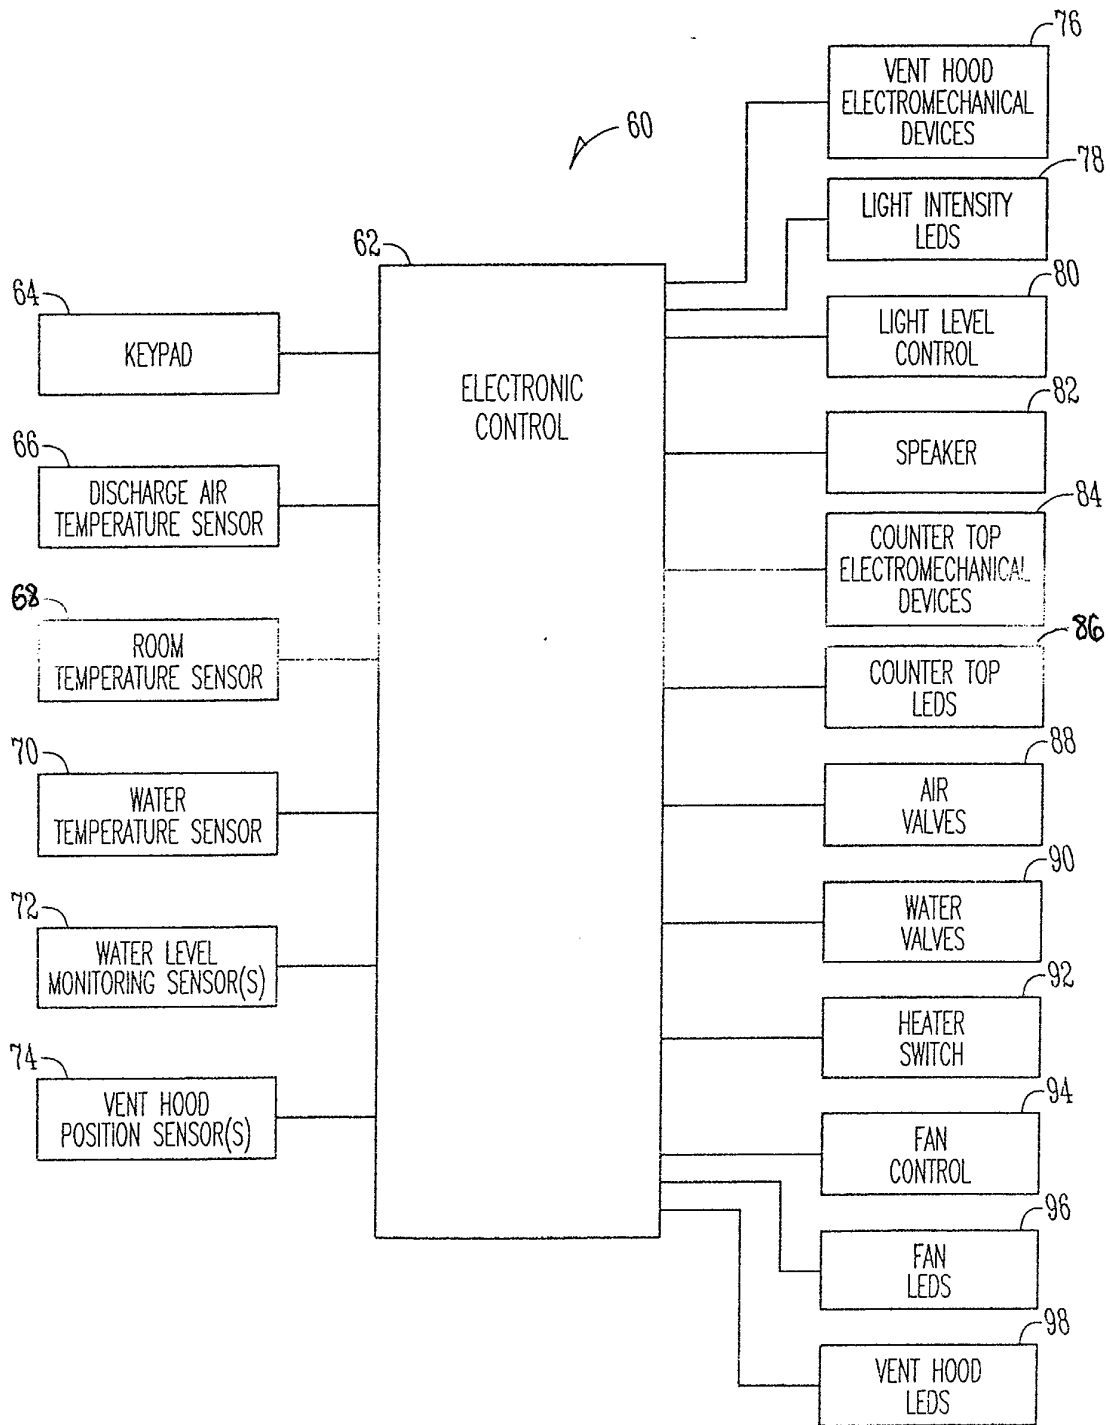 60
62
ELECTRONIC
CONTROL
64
KEYPAD
66
DISCHARGE AIR
TEMPERATURE SENSOR
68
ROOM
TEMPERATURE SENSOR
70
WATER
TEMPERATURE SENSOR
72
WATER LEVEL
MONITORING SENSOR(S)
74
VENT HOOD
POSITION SENSOR(S)
76
VENT HOOD
ELECTROMECHANICAL
DEVICES
78
LIGHT INTENSITY
LEDS
80
LIGHT LEVEL
CONTROL
82
SPEAKER
84
COUNTER TOP
ELECTROMECHANICAL
DEVICES
86
COUNTER TOP
LEDS
88
AIR
VALVES
90
WATER
VALVES
92
HEATER
SWITCH
94
FAN
CONTROL
96
FAN
LEDS
98
VENT HOOD
LEDS